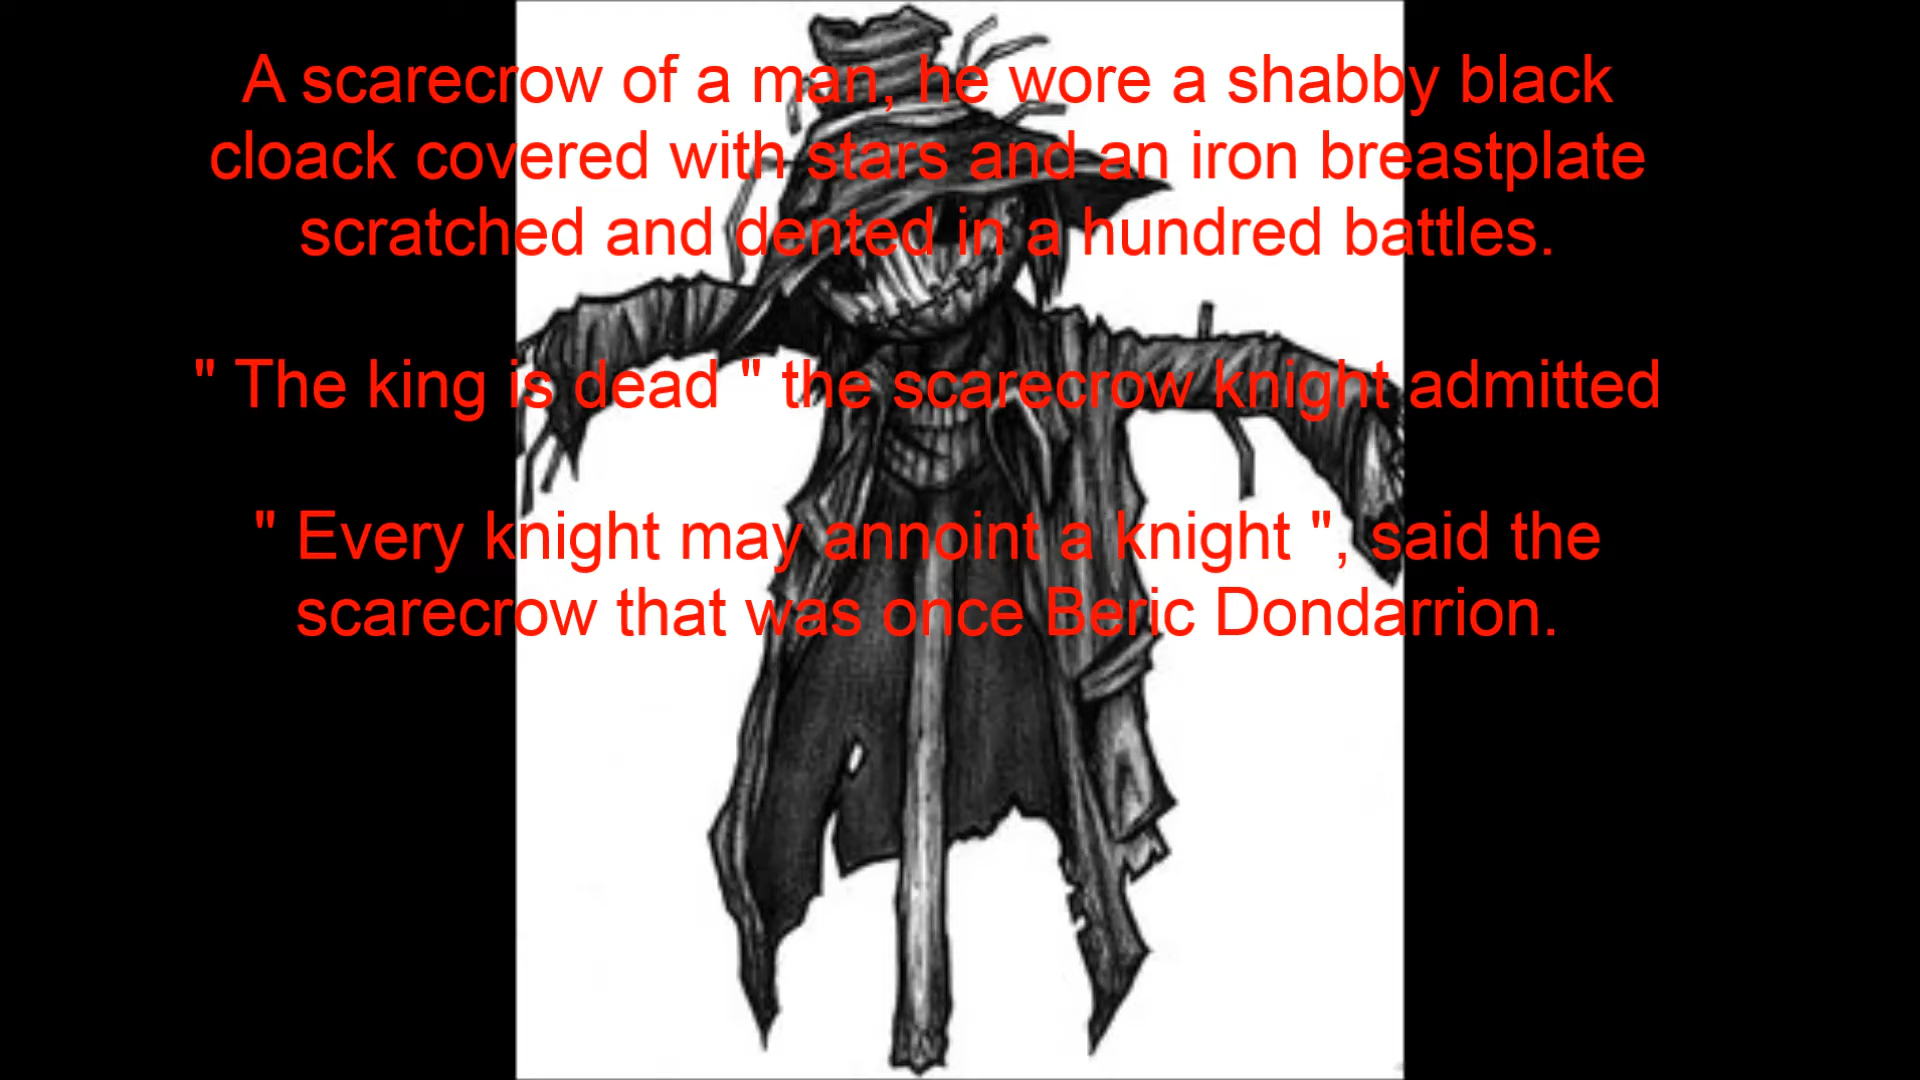 A scarecrow of a man, he wore a shabby black
cloack covered with stars and an iron breastplate
scratched and dented in a hundred battles.
" The king is dead " the scarecrow knight admitted
" Every knight may annoint a knight ", said the
scarecrow that was once Beric Dondarrion.